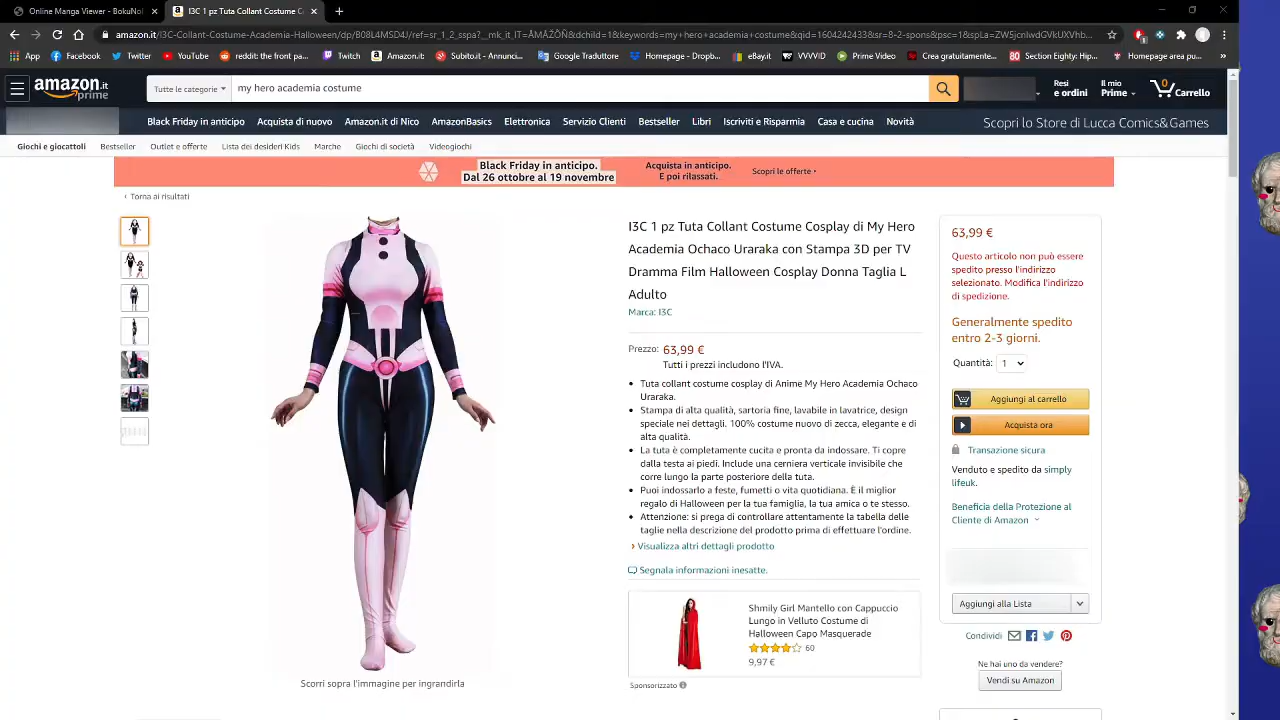 Online Manga Viewer - BokuNol
I3C 1 pz Tuta Collant Costume Co
amazon.it/I3C-Collant-Costume-Academia-Halloween/dp/B08L4MSD4J/ref=sr_1_2_sspa?__mk_it_IT=ÅMÅŽÕÑ&dchild=1&keywords=my+hero+academia+costume&qid=1604242433&sr=8-2-spons&psc=1&spLa=ZW5jcnlwdGVkUXVhb...
App
Facebook
Twitter
YouTube
reddit: the front pa...
Twitch
Amazon.it:
Subito.it - Annunci...
Google Traduttore
Homepage - Dropbo...
eBay.it
VVVVID
Prime Video
Crea gratuitamente...
Section Eighty: Hip...
Homepage area pu...
amazon.it
prime
Tutte le categorie
my hero academia costume
Resi
e ordini
Il mio
Prime
0
Carrello
Black Friday in anticipo
Acquista di nuovo
Amazon.it di Nico
AmazonBasics
Elettronica
Servizio Clienti
Bestseller
Libri
Iscriviti e Risparmia
Casa e cucina
Novità
Scopri lo Store di Lucca Comics&Games
Giochi e giocattoli
Bestseller
Outlet e offerte
Lista dei desideri Kids
Marche
Giochi di società
Videogiochi
Black Friday in anticipo.
Dal 26 ottobre al 19 novembre
Acquista in anticipo.
E poi rilassati.
Scopri le offerte ›
‹ Torna ai risultati
I3C 1 pz Tuta Collant Costume Cosplay di My Hero
Academia Ochaco Uraraka con Stampa 3D per TV
Dramma Film Halloween Cosplay Donna Taglia L
Adulto
Marca: I3C
Prezzo: 63,99 €
Tutti i prezzi includono l'IVA.
• Tuta collant costume cosplay di Anime My Hero Academia Ochaco
Uraraka.
• Stampa di alta qualità, sartoria fine, lavabile in lavatrice, design
speciale nei dettagli. 100% costume nuovo di zecca, elegante e di
alta qualità.
• La tuta è completamente cucita e pronta da indossare. Ti copre
dalla testa ai piedi. Include una cerniera verticale invisibile che
corre lungo la parte posteriore della tuta.
• Puoi indossarlo a feste, fumetti o vita quotidiana. È il miglior
regalo di Halloween per la tua famiglia, la tua amica o te stesso.
• Attenzione: si prega di controllare attentamente la tabella delle
taglie nella descrizione del prodotto prima di effettuare l'ordine.
› Visualizza altri dettagli prodotto
Segnala informazioni inesatte.
Shmily Girl Mantello con Cappuccio
Lungo in Velluto Costume di
Halloween Capo Masquerade
60
9,97 €
Sponsorizzato
Scorri sopra l'immagine per ingrandirla
63,99 €
Questo articolo non può essere
spedito presso l'indirizzo
selezionato. Modifica l'indirizzo
di spedizione.
Generalmente spedito
entro 2-3 giorni.
Quantità: 1
Aggiungi al carrello
Acquista ora
Transazione sicura
Venduto e spedito da simply
lifeuk.
Beneficia della Protezione al
Cliente di Amazon
Aggiungi alla Lista
Condividi
Ne hai uno da vendere?
Vendi su Amazon